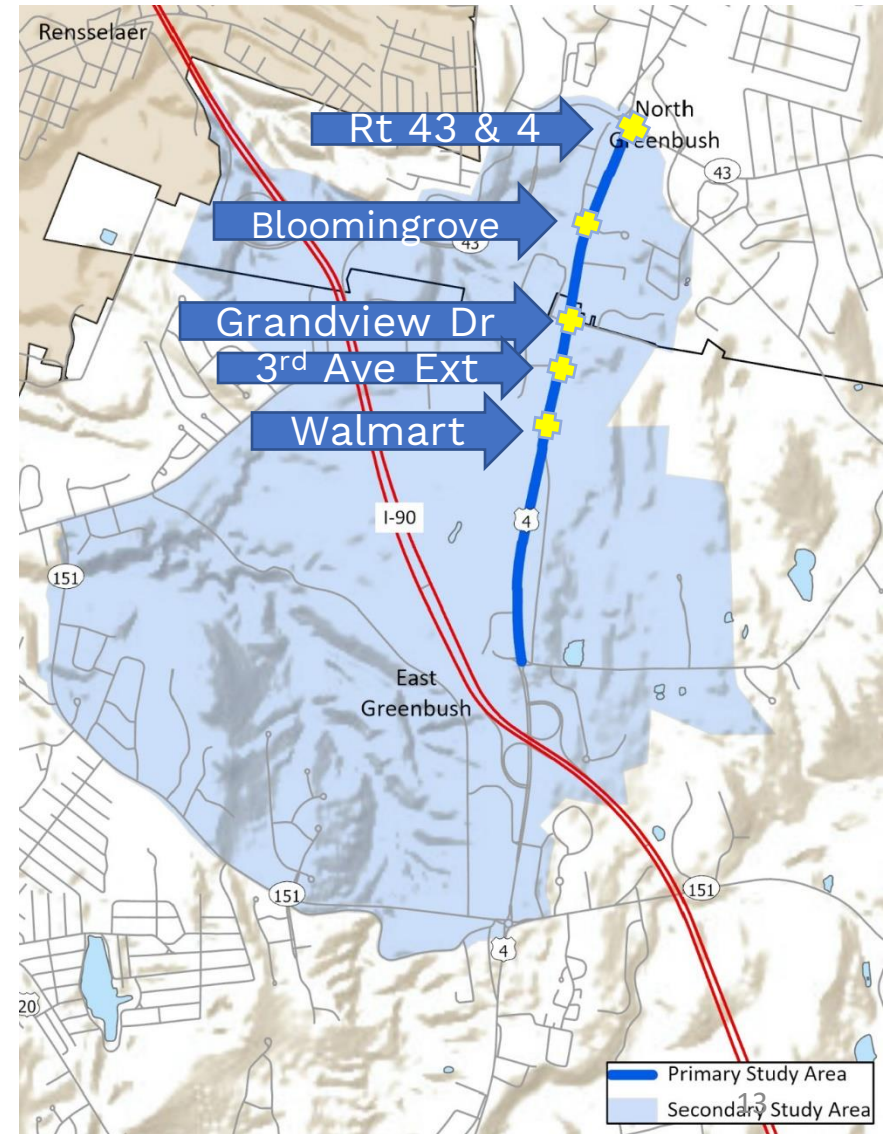 Rensselaer
Rt 43 & 4
North
Greenbush
43
Bloomingrove
43
Grandview Dr
3rd Ave Ext
Walmart
I-90
4
151
East
Greenbush
151
151
4
20
Primary Study Area
13
Secondary Study Area